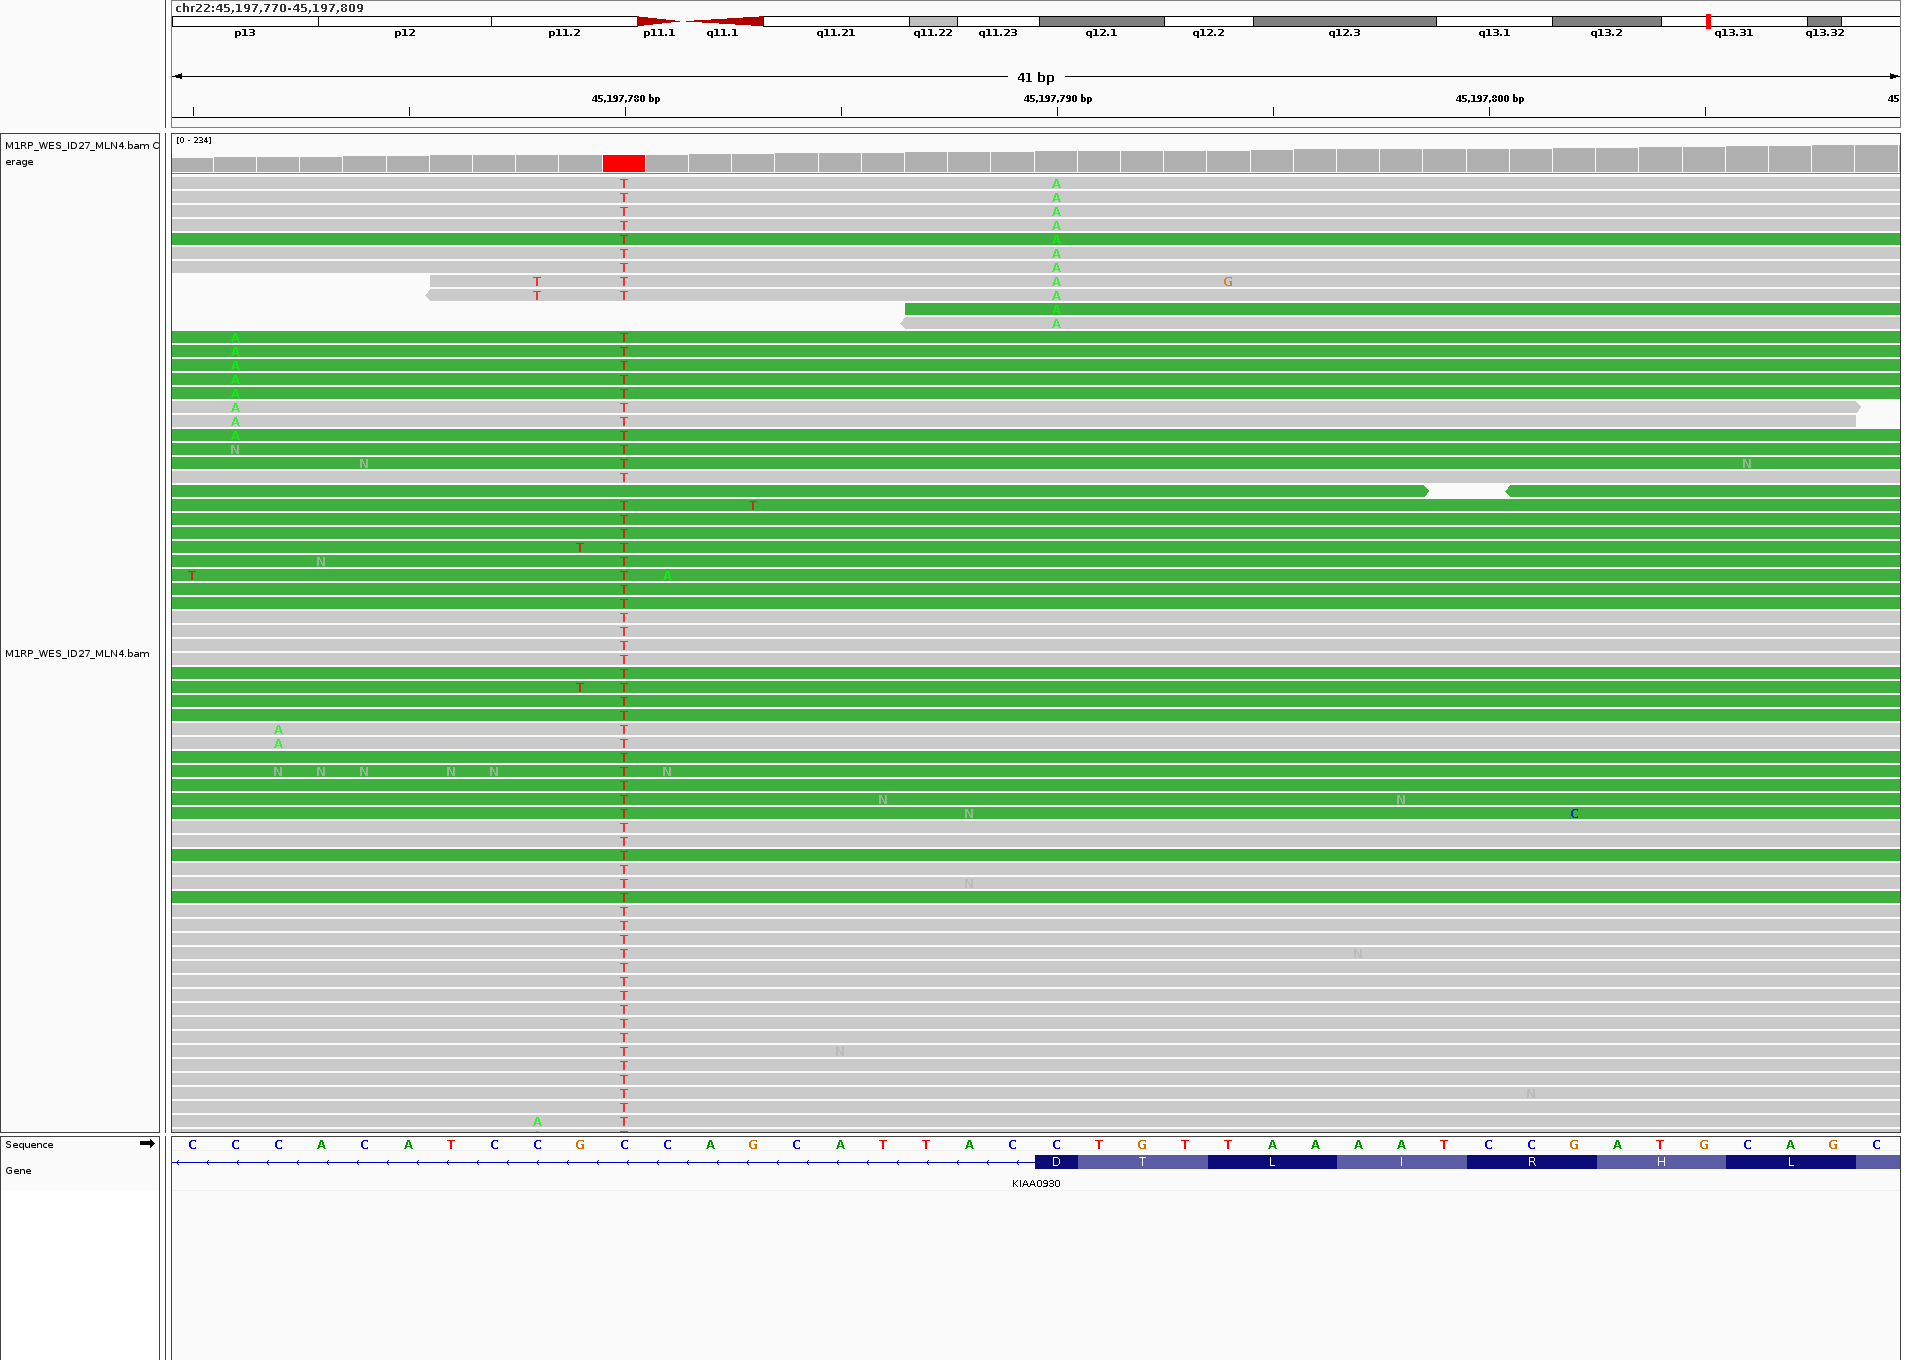 chr22:45,197,770-45,197,809
p13 p12 p11.2 p11.1 q11.1 q11.21 q11.22 q11.23 q12.1 q12.2 q12.3 q13.1 q13.2 q13.31 q13.32
41 bp
45,197,780 bp 45,197,790 bp 45,197,800 bp 45
M1RP_WES_ID27_MLN4.bam C
erage
[0 - 234]
T A
T A
T A
T A
T A
T A
T A
T T A G
T T A
A
A
A T
A T
A T
A T
A T
A T
A T
A T
N T
N T N
T
T T
T
T
T T
N T
T T A
T
T
T
T
T
T
T
T T
T
T
A T
A T
T
N N N N N T N
T
T N N
T N C
T
T
T
T
T N
T
T
T
T
T N
T
T
T
T
T
T
T N
T
T
T N
T
A T
M1RP_WES_ID27_MLN4.bam
Sequence
C C C A C A T C C G C C A G C A T T A C C T G T T A A A A T C C G A T G C A G C
Gene
D T L I R H L
KIAA0930